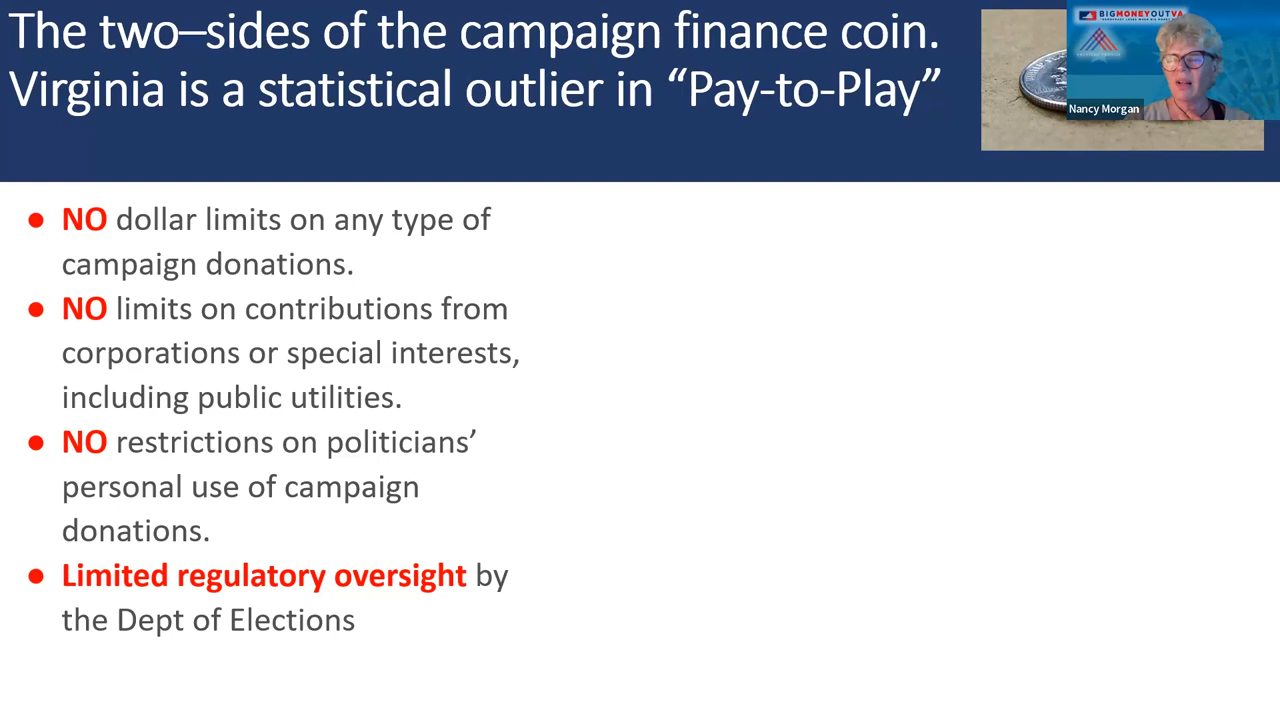 The two–sides of the campaign finance coin.
Virginia is a statistical outlier in “Pay-to-Play”
BIGMONEYOUTVA
Nancy Morgan
● NO dollar limits on any type of
campaign donations.
● NO limits on contributions from
corporations or special interests,
including public utilities.
● NO restrictions on politicians’
personal use of campaign
donations.
● Limited regulatory oversight by
the Dept of Elections